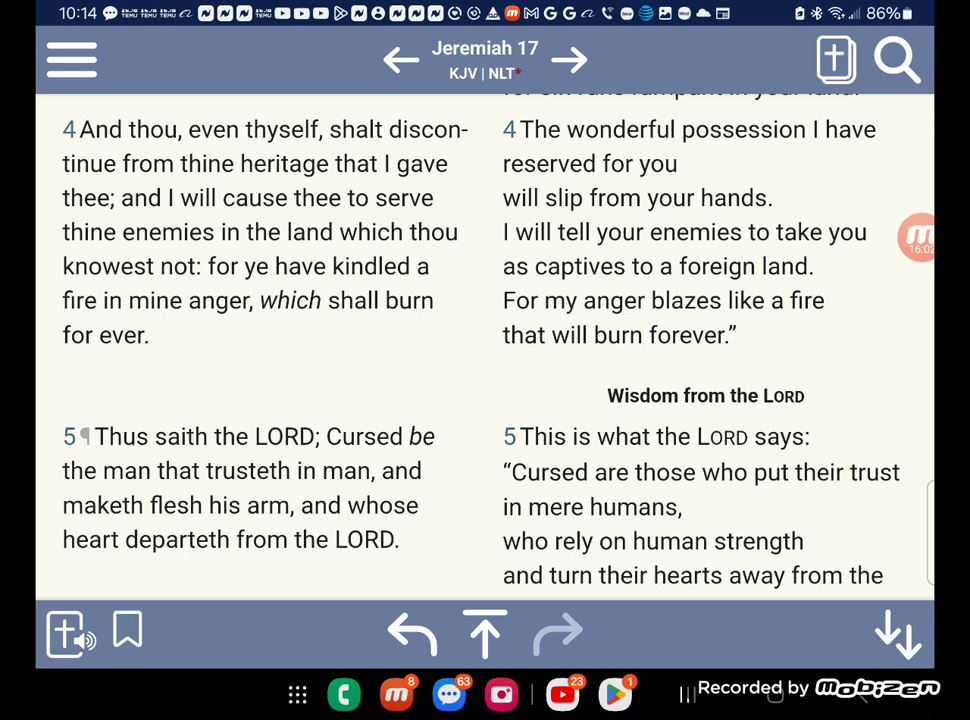 10:14
86%
Jeremiah 17
KJV | NLT*
4 And thou, even thyself, shalt discon-
tinue from thine heritage that I gave
thee; and I will cause thee to serve
thine enemies in the land which thou
knowest not: for ye have kindled a
fire in mine anger, which shall burn
for ever.
5 ¶ Thus saith the LORD; Cursed be
the man that trusteth in man, and
maketh flesh his arm, and whose
heart departeth from the LORD.
4 The wonderful possession I have
reserved for you
will slip from your hands.
I will tell your enemies to take you
as captives to a foreign land.
For my anger blazes like a fire
that will burn forever.”
Wisdom from the LORD
5 This is what the LORD says:
“Cursed are those who put their trust
in mere humans,
who rely on human strength
and turn their hearts away from the
16:02
8
63
23
1
Recorded by mobizen